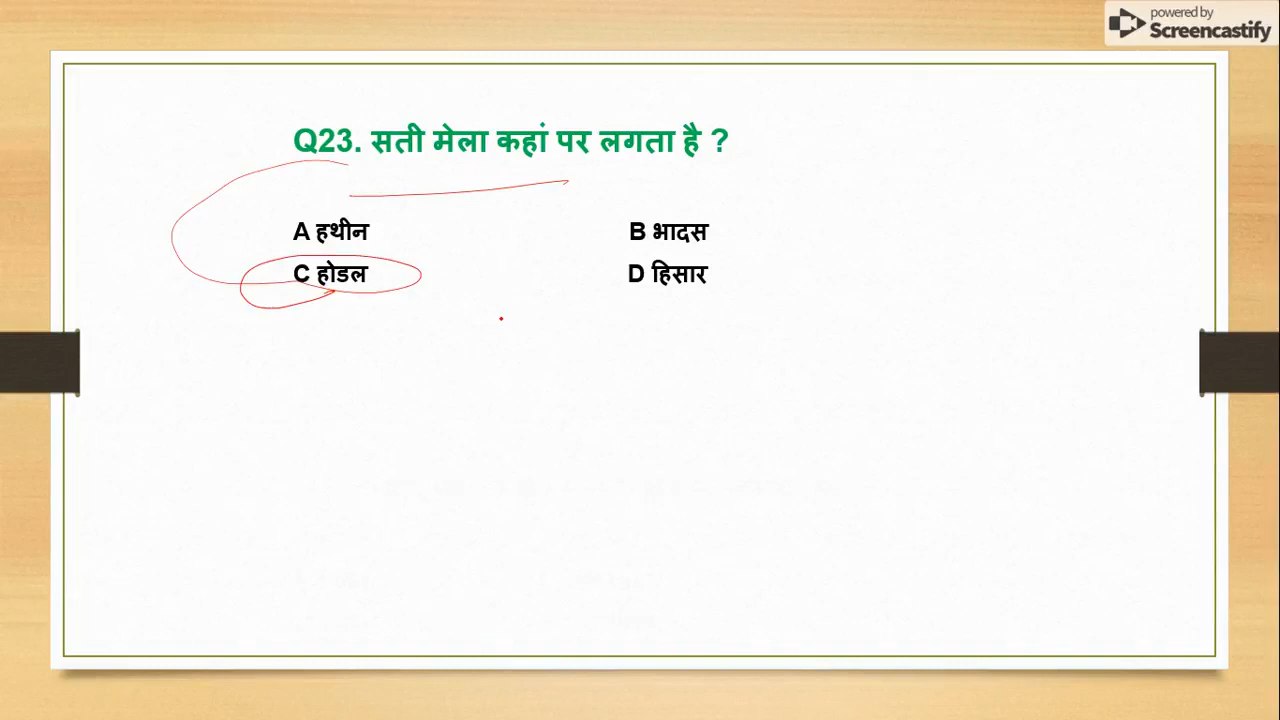 powered by
Screencastify
Q23. सती मेला कहां पर लगता है ?
A हथीन B भादस
C होडल D हिसार